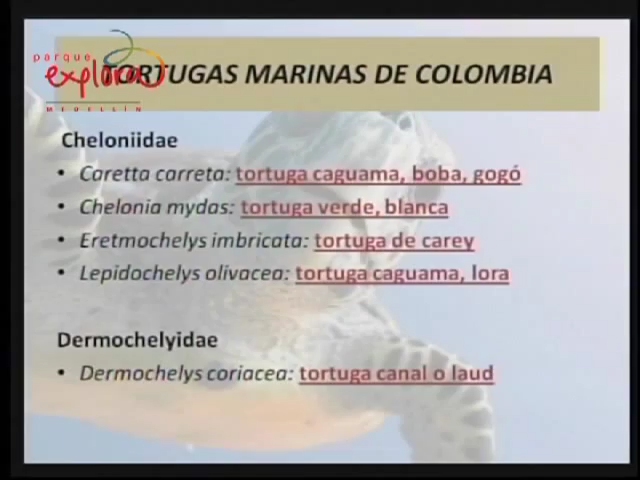 parque
explora
MEDELLÍN
TORTUGAS MARINAS DE COLOMBIA
Cheloniidae
• Caretta carreta: tortuga caguama, boba, gogó
• Chelonia mydas: tortuga verde, blanca
• Eretmochelys imbricata: tortuga de carey
• Lepidochelys olivacea: tortuga caguama, lora
Dermochelyidae
• Dermochelys coriacea: tortuga canal o laud